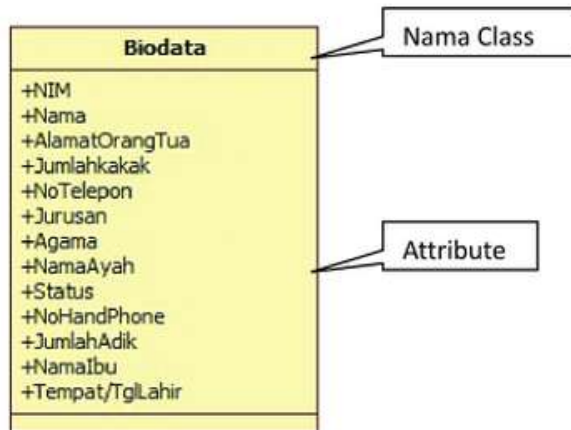 Biodata
Nama Class
+NIM
+Nama
+AlamatOrangTua
+Jumlahkakak
+NoTelepon
+Jurusan
+Agama
+NamaAyah
+Status
+NoHandPhone
+JumlahAdik
+NamaIbu
+Tempat/TglLahir
Attribute